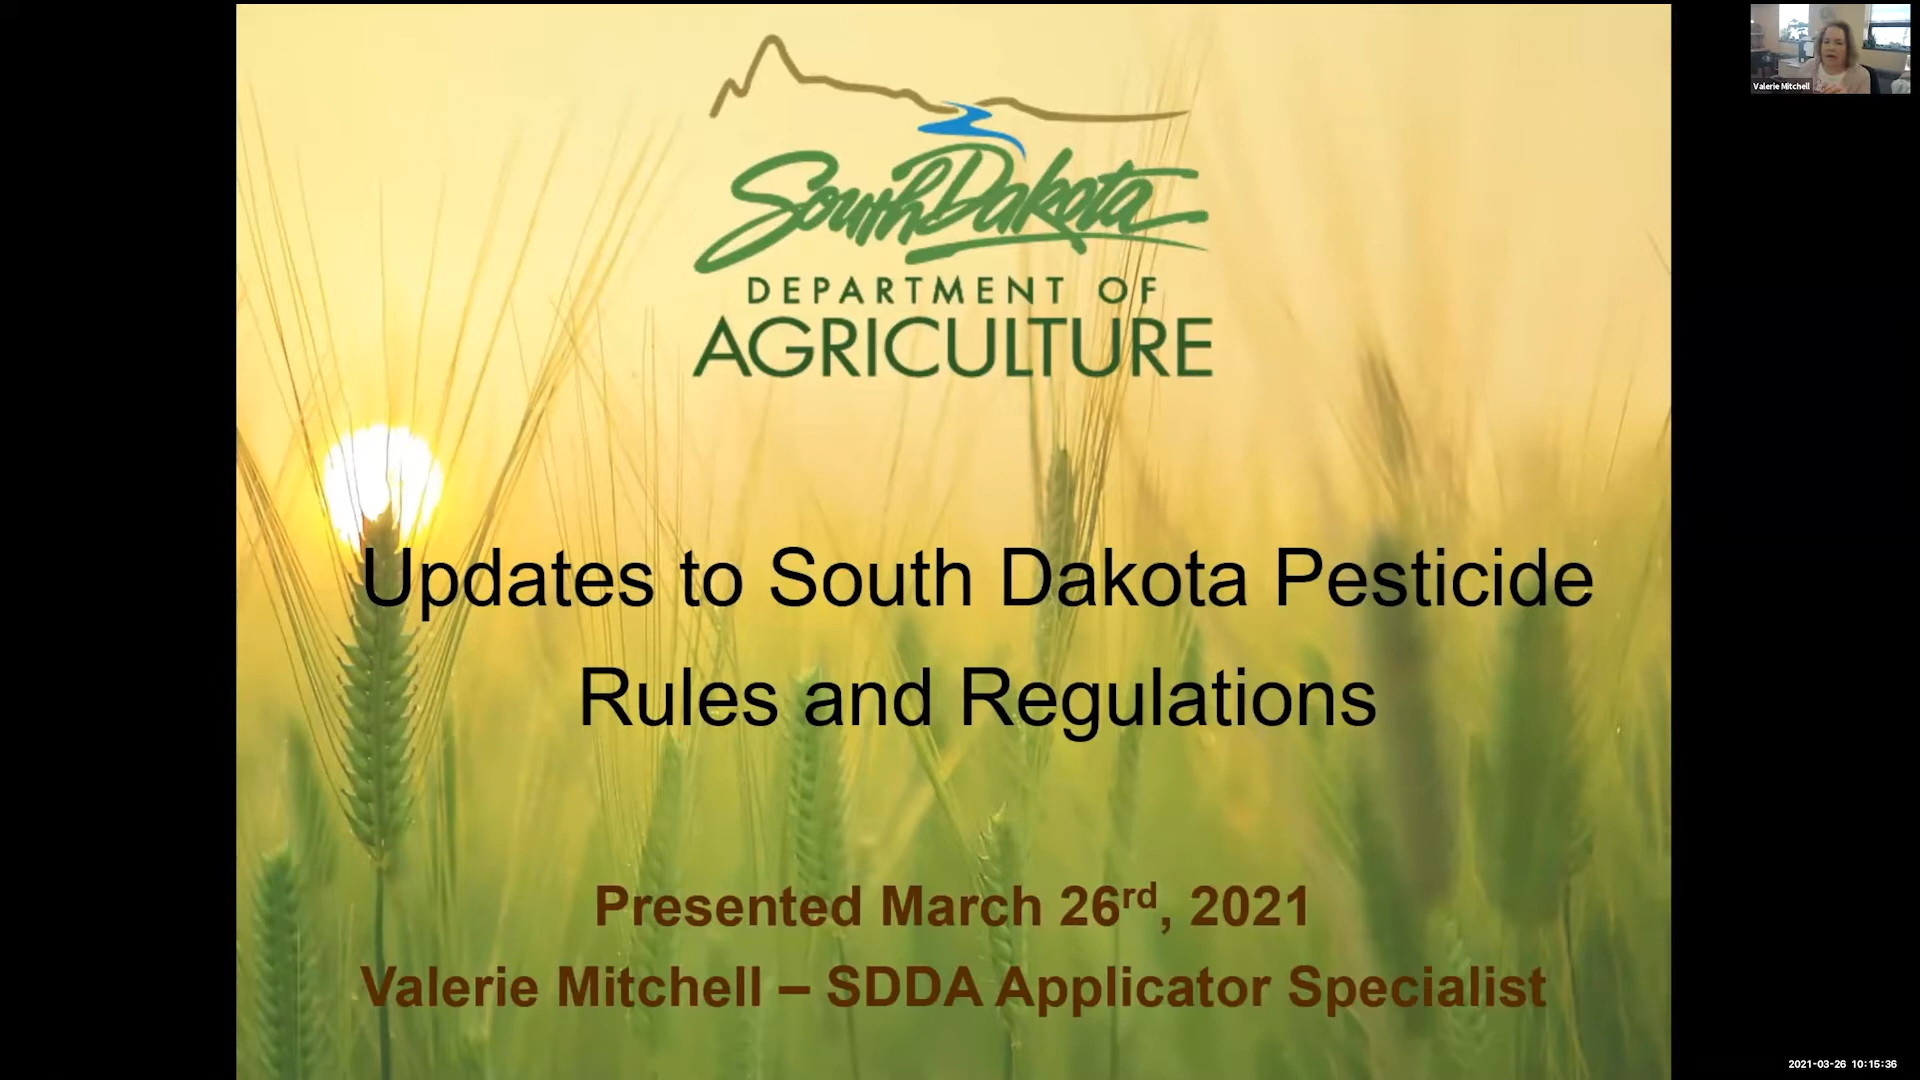 South Dakota
DEPARTMENT OF
AGRICULTURE
Updates to South Dakota Pesticide
Rules and Regulations
Presented March 26rd, 2021
Valerie Mitchell – SDDA Applicator Specialist
Valerie Mitchell
2021-03-26 10:15:36